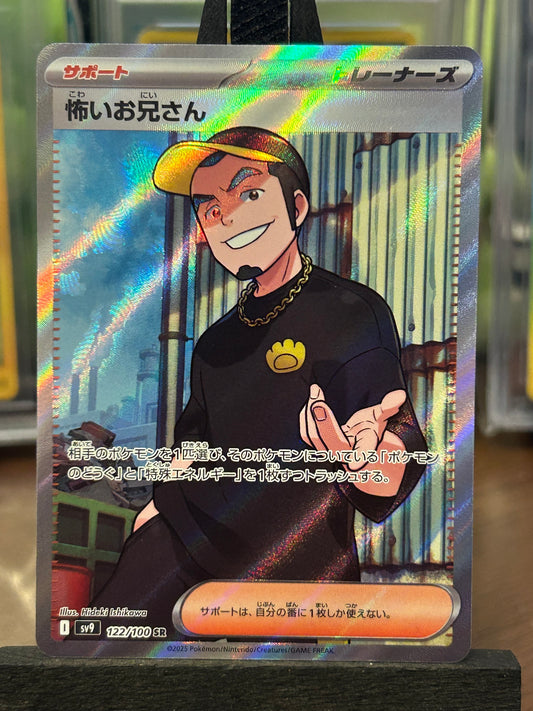 サポート
トレーナーズ
こわ にい
怖いお兄さん
あいて ぴきえら
相手のポケモンを1匹選び、そのポケモンについている「ポケモン
とくしゅ まい
のどうぐ」と「特殊エネルギー」を1枚ずつトラッシュする。
Illus. Hideki Ishikawa
じぶん ばん まい つか
サポートは、自分の番に1枚しか使えない。
I sv9 122/100 SR
©2025 Pokémon/Nintendo/Creatures/GAME FREAK.